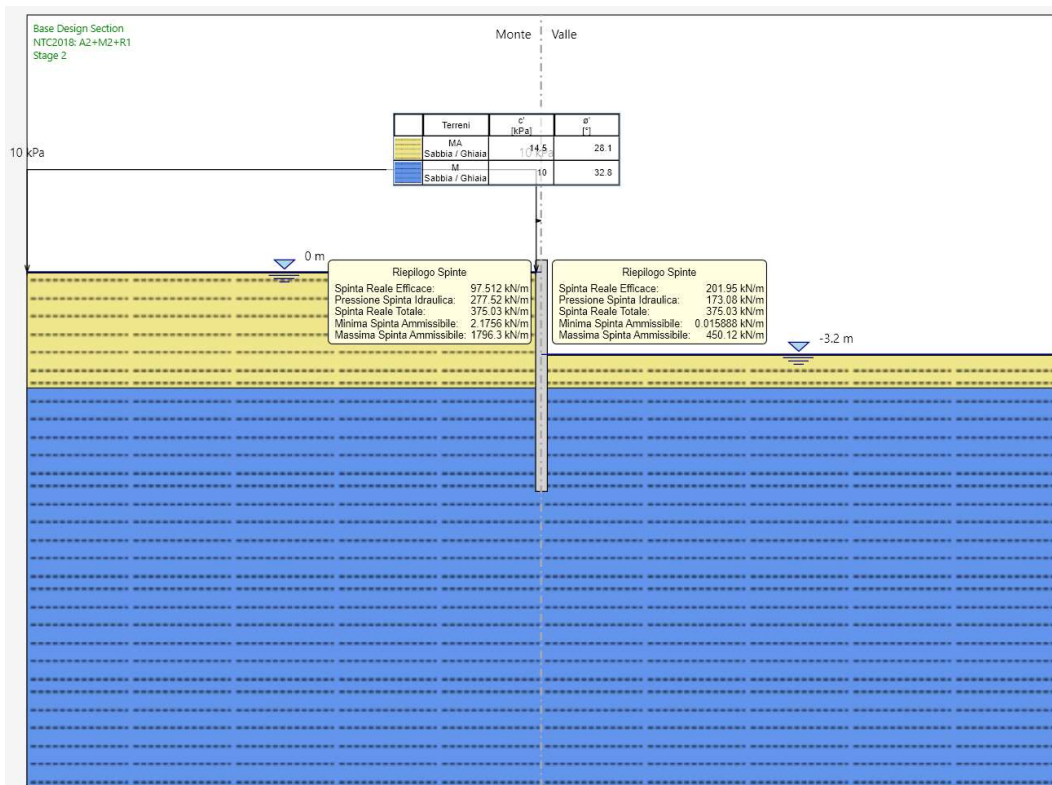 Base Design Section
NTC2018: A2+M2+R1
Stage 2
Monte Valle
Terreni c' ø'
[kPa] [°]
MA
Sabbia / Ghiaia 14.5 28.1
M
Sabbia / Ghiaia 10 32.8
10 kPa 10 kPa
0 m
Riepilogo Spinte
Spinta Reale Efficace: 97.512 kN/m
Pressione Spinta Idraulica: 277.52 kN/m
Spinta Reale Totale: 375.03 kN/m
Minima Spinta Ammissibile: 2.1756 kN/m
Massima Spinta Ammissibile: 1796.3 kN/m
Riepilogo Spinte
Spinta Reale Efficace: 201.95 kN/m
Pressione Spinta Idraulica: 173.08 kN/m
Spinta Reale Totale: 375.03 kN/m
Minima Spinta Ammissibile: 0.015888 kN/m
Massima Spinta Ammissibile: 450.12 kN/m
-3.2 m